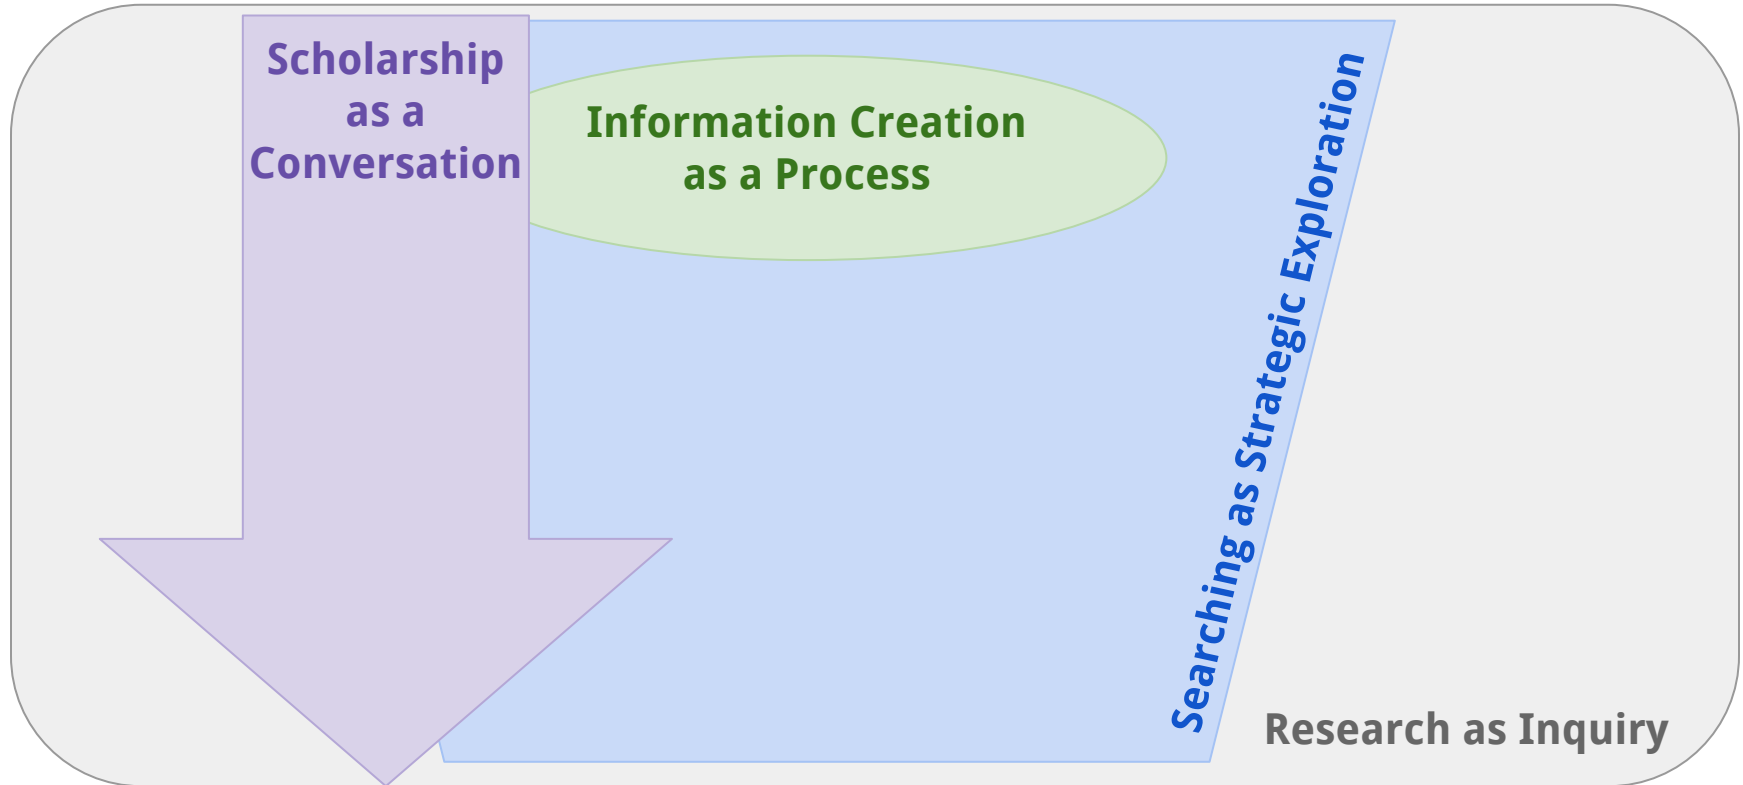 Scholarship
as a
Conversation
Information Creation
as a Process
Searching as Strategic Exploration
Research as Inquiry